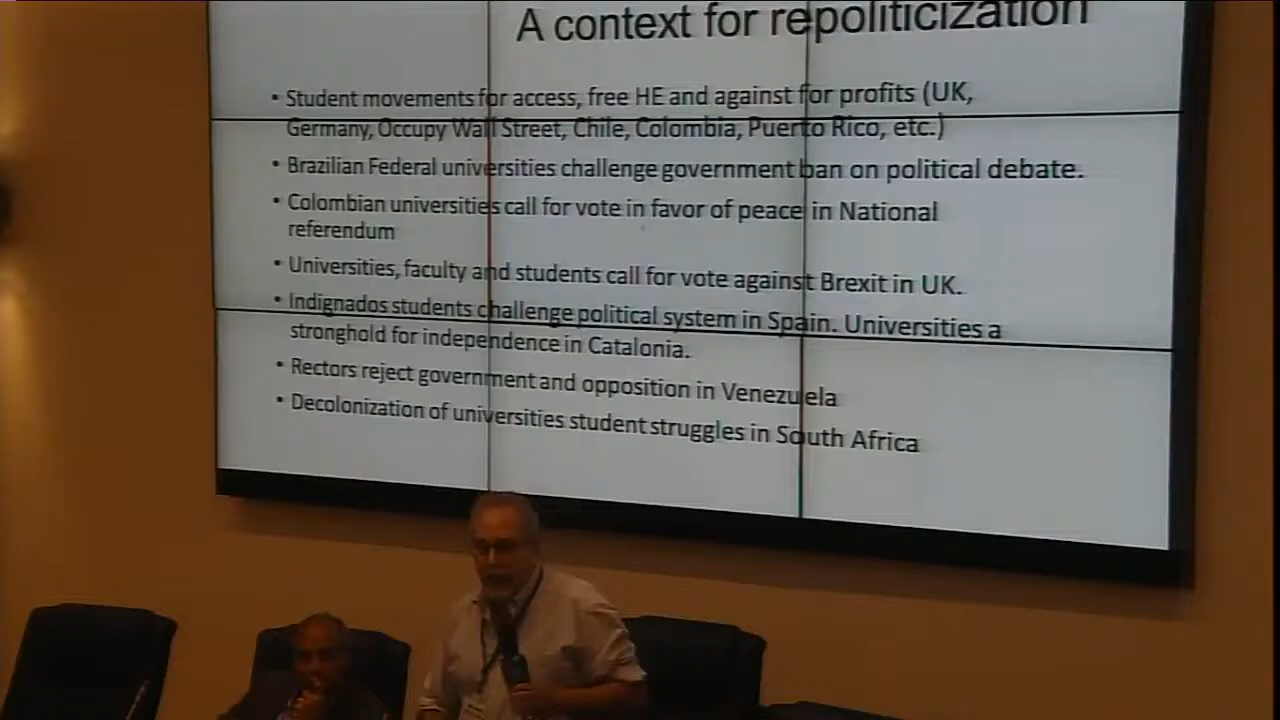 A context for repoliticization
• Student movements for access, free HE and against for profits (UK,
Germany, Occupy Wall Street, Chile, Colombia, Puerto Rico, etc.)
• Brazilian Federal universities challenge government ban on political debate.
• Colombian universities call for vote in favor of peace in National
referendum
• Universities, faculty and students call for vote against Brexit in UK.
• Indignados students challenge political system in Spain. Universities a
stronghold for independence in Catalonia.
• Rectors reject government and opposition in Venezuela
• Decolonization of universities student struggles in South Africa